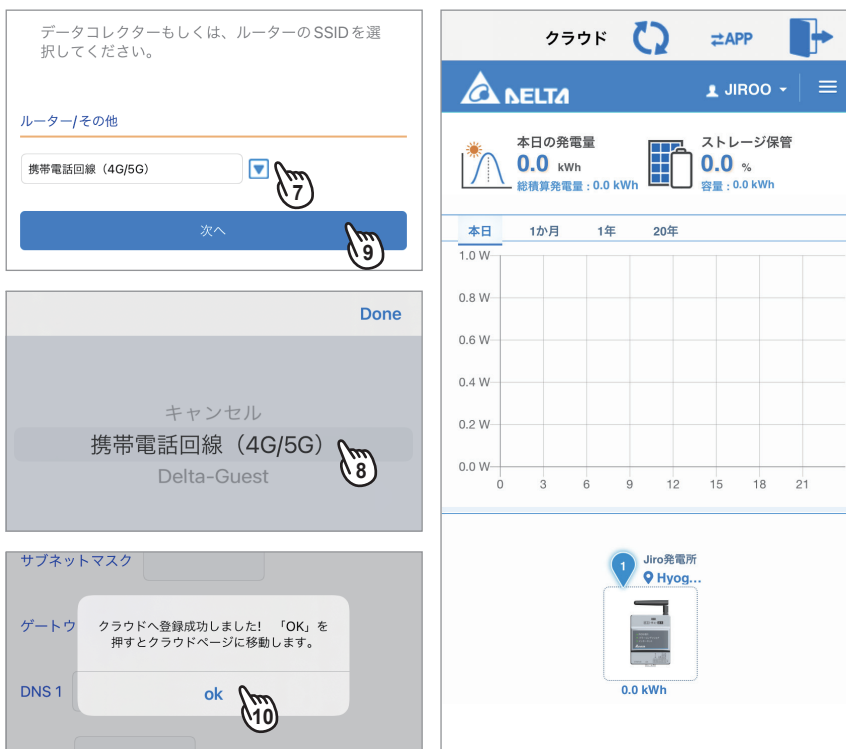 データコレクターもしくは、ルーターのSSIDを選
択してください。
ルーター/その他
携帯電話回線（4G/5G）
7
次へ
9
Done
キャンセル
携帯電話回線（4G/5G）
8
Delta-Guest
サブネットマスク
ゲートウ
クラウドへ登録成功しました! 「OK」を
押すとクラウドページに移動します。
DNS 1
ok
10
クラウド
⇄APP
DELTA
JIROO
本日の発電量
0.0 kWh
総積算発電量 : 0.0 kWh
ストレージ保管
0.0 %
容量 : 0.0 kWh
本日 1か月 1年 20年
1.0 W
0.8 W
0.6 W
0.4 W
0.2 W
0.0 W
0 3 6 9 12 15 18 21
1
Jiro発電所
Hyog...
0.0 kWh